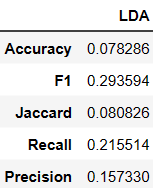 LDA
Accuracy 0.078286
F1 0.293594
Jaccard 0.080826
Recall 0.215514
Precision 0.157330